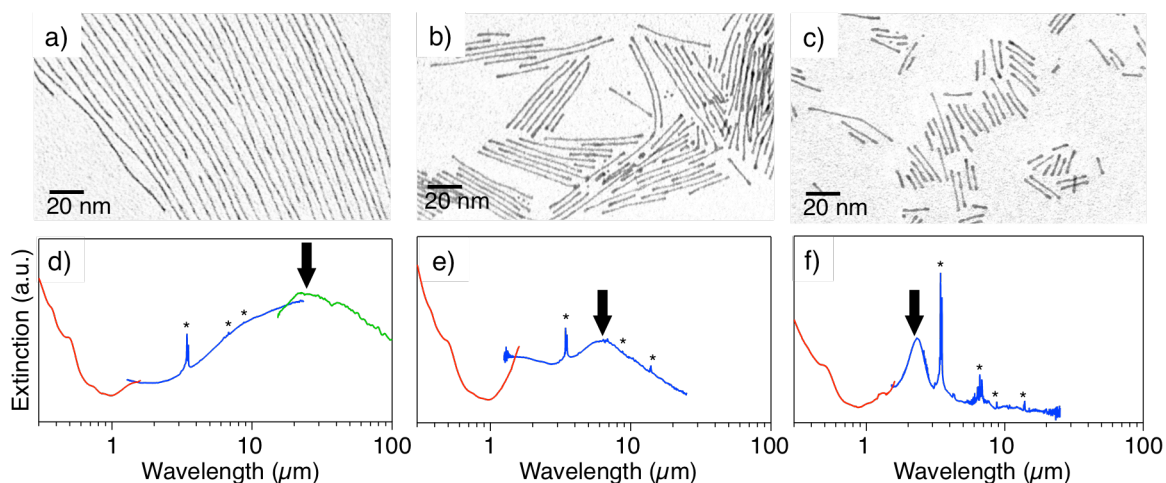 a) b) c)
20 nm 20 nm 20 nm
d) e) f)
* * * * * * * * * *
Extinction (a.u.)
1 10 100 1 10 100 1 10 100
Wavelength (µm) Wavelength (µm) Wavelength (µm)